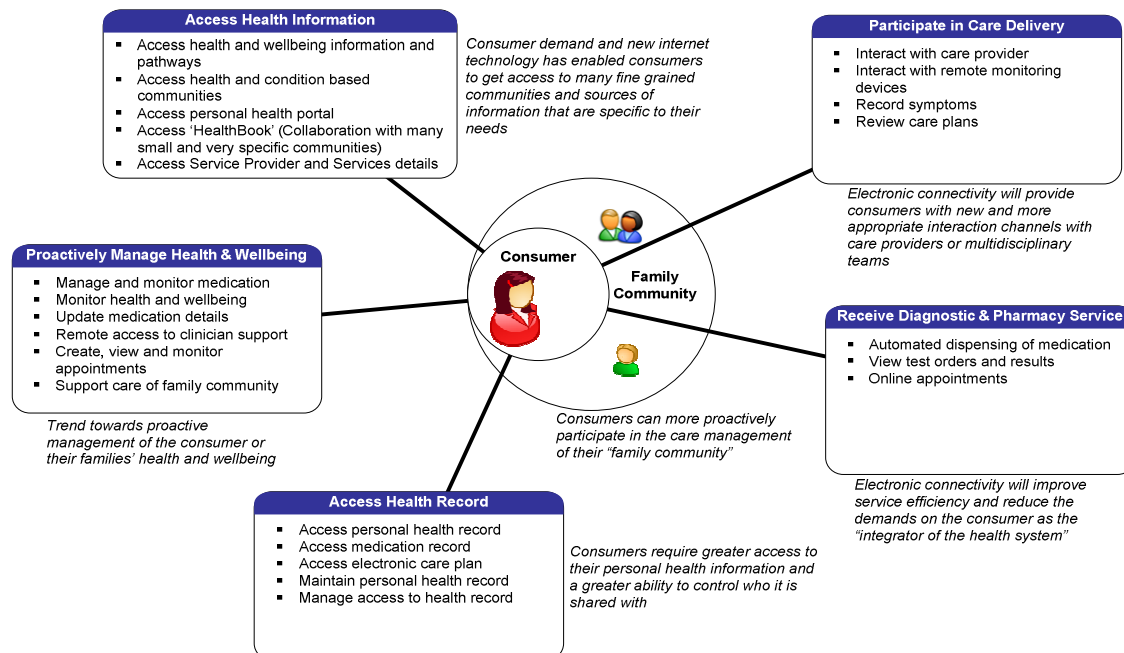 Access Health Information
▪ Access health and wellbeing information and
pathways
▪ Access health and condition based
communities
▪ Access personal health portal
▪ Access ‘HealthBook’ (Collaboration with many
small and very specific communities)
▪ Access Service Provider and Services details
Consumer demand and new internet
technology has enabled consumers
to get access to many fine grained
communities and sources of
information that are specific to their
needs
Participate in Care Delivery
▪ Interact with care provider
▪ Interact with remote monitoring
devices
▪ Record symptoms
▪ Review care plans
Electronic connectivity will provide
consumers with new and more
appropriate interaction channels with
care providers or multidisciplinary
teams
Proactively Manage Health & Wellbeing
▪ Manage and monitor medication
▪ Monitor health and wellbeing
▪ Update medication details
▪ Remote access to clinician support
▪ Create, view and monitor
appointments
▪ Support care of family community
Trend towards proactive
management of the consumer or
their families’ health and wellbeing
Consumer
Family
Community
Consumers can more proactively
participate in the care management
of their “family community”
Receive Diagnostic & Pharmacy Service
▪ Automated dispensing of medication
▪ View test orders and results
▪ Online appointments
Electronic connectivity will improve
service efficiency and reduce the
demands on the consumer as the
“integrator of the health system”
Access Health Record
▪ Access personal health record
▪ Access medication record
▪ Access electronic care plan
▪ Maintain personal health record
▪ Manage access to health record
Consumers require greater access to
their personal health information and
a greater ability to control who it is
shared with